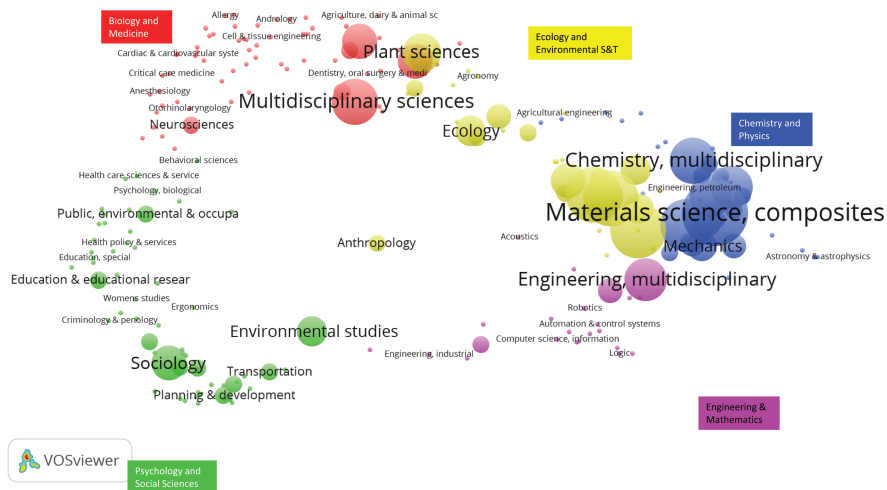 Biology and
Medicine
Allergy
Andrology
Agriculture, dairy & animal sc
Ecology and
Environmental S&T
Cell & tissue engineering
Cardiac & cardiovascular syste
Plant sciences
Critical care medicine
Dentistry, oral surgery & medi
Agronomy
Anesthesiology
Multidisciplinary sciences
Otorhinolaryngology
Agricultural engineering
Neurosciences
Ecology
Chemistry and
Physics
Behavioral sciences
Chemistry, multidisciplinary
Health care sciences & service
Psychology, biological
Engineering, petroleum
Public, environmental & occupa
Materials science, composites
Acoustics
Health policy & services
Anthropology
Mechanics
Education, special
Astronomy & astrophysics
Education & educational resear
Engineering, multidisciplinary
Womens studies
Ergonomics
Robotics
Criminology & penology
Environmental studies
Automation & control systems
Computer science, information
Engineering, industrial
Logic
Sociology
Transportation
Planning & development
Engineering &
Mathematics
VOSviewer
Psychology and
Social Sciences